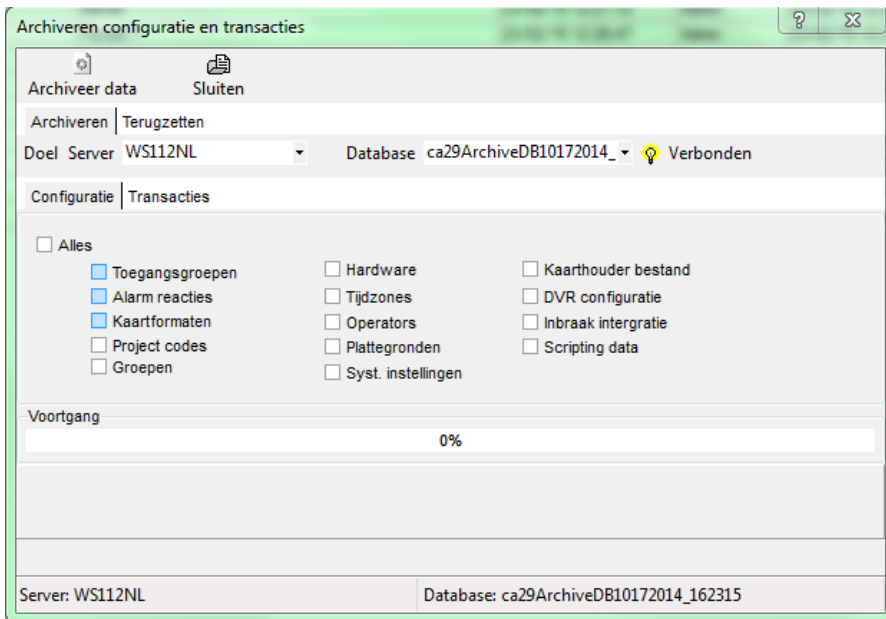 Archiveren configuratie en transacties
Archiveer data Sluiten
Archiveren Terugzetten
Doel Server WS112NL Database ca29ArchiveDB10172014_ Verbonden
Configuratie Transacties
Alles
Toegangsgroepen Hardware Kaarthouder bestand
Alarm reacties Tijdzones DVR configuratie
Kaartformaten Operators Inbraak intergratie
Project codes Plattegronden Scripting data
Groepen Syst. instellingen
Voortgang
0%
Server: WS112NL Database: ca29ArchiveDB10172014_162315